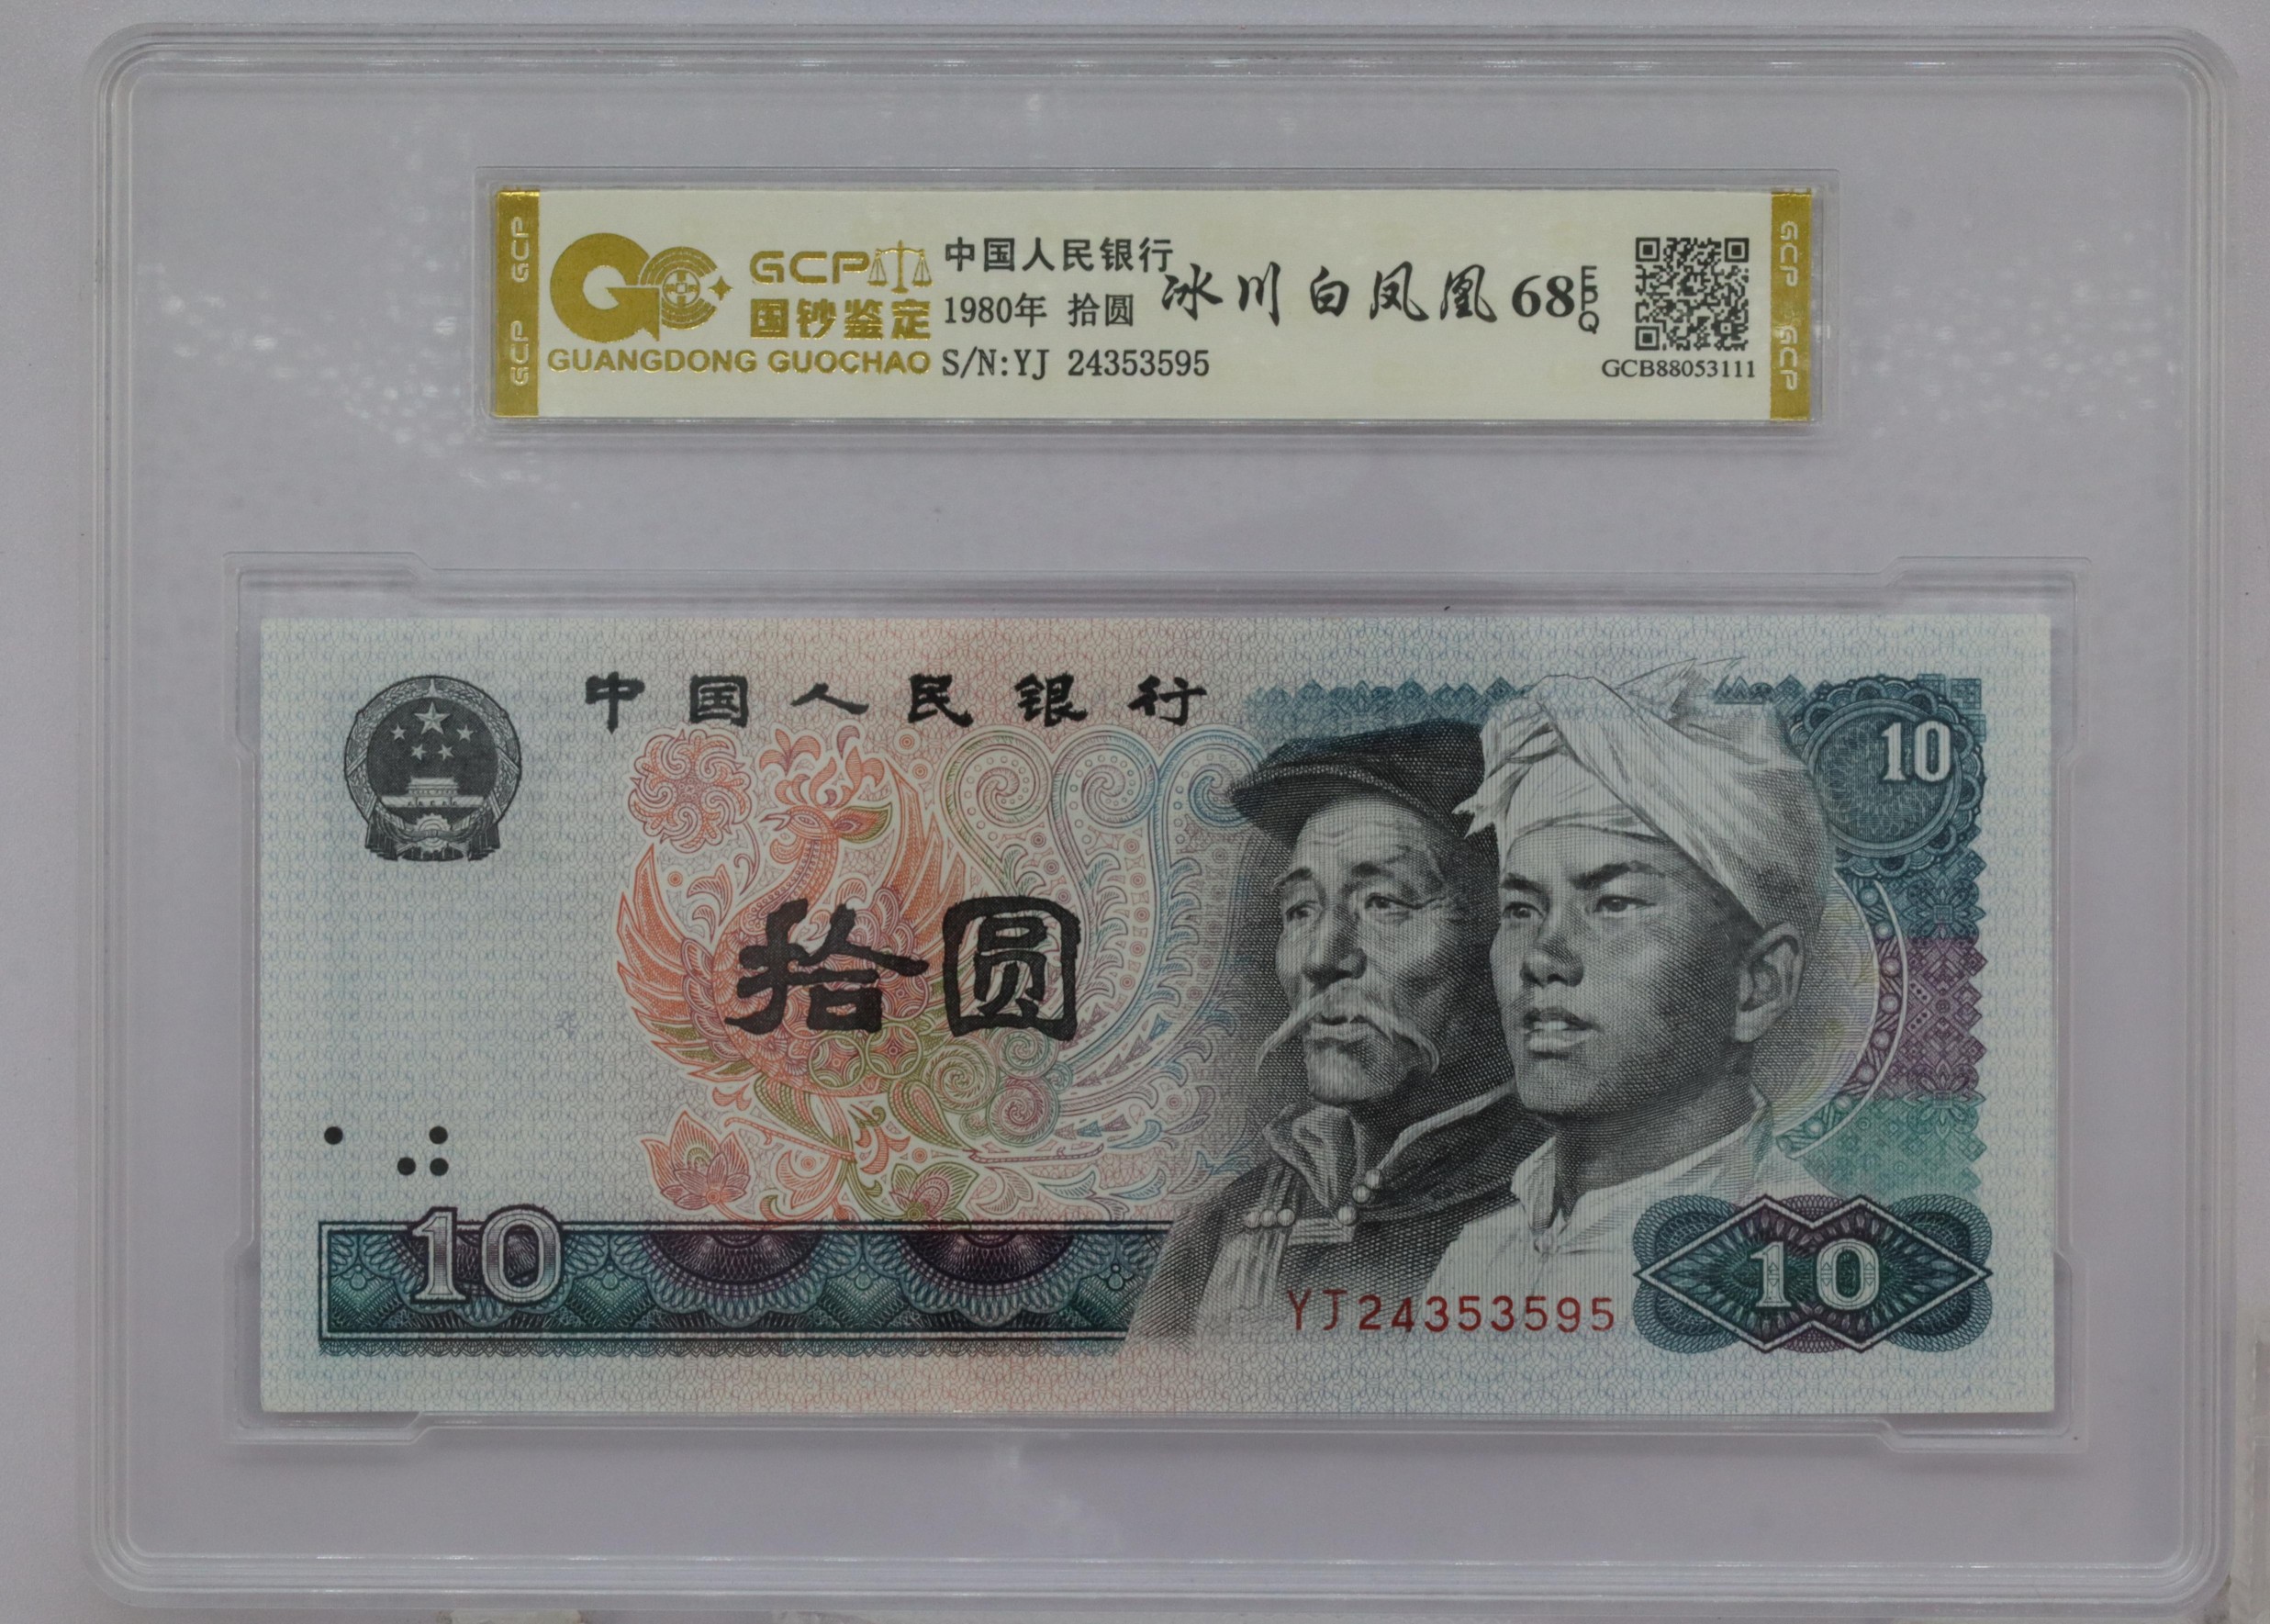 GCP GCP
GCP
国钞鉴定
GUANGDONG GUOCHAO
中国人民银行
1980年 拾圆
S/N:YJ 24353595
冰川白凤凰 68 EPQ
GCB88053111
GCP GCP
中国人民银行
10
拾圆
10
YJ24353595
10